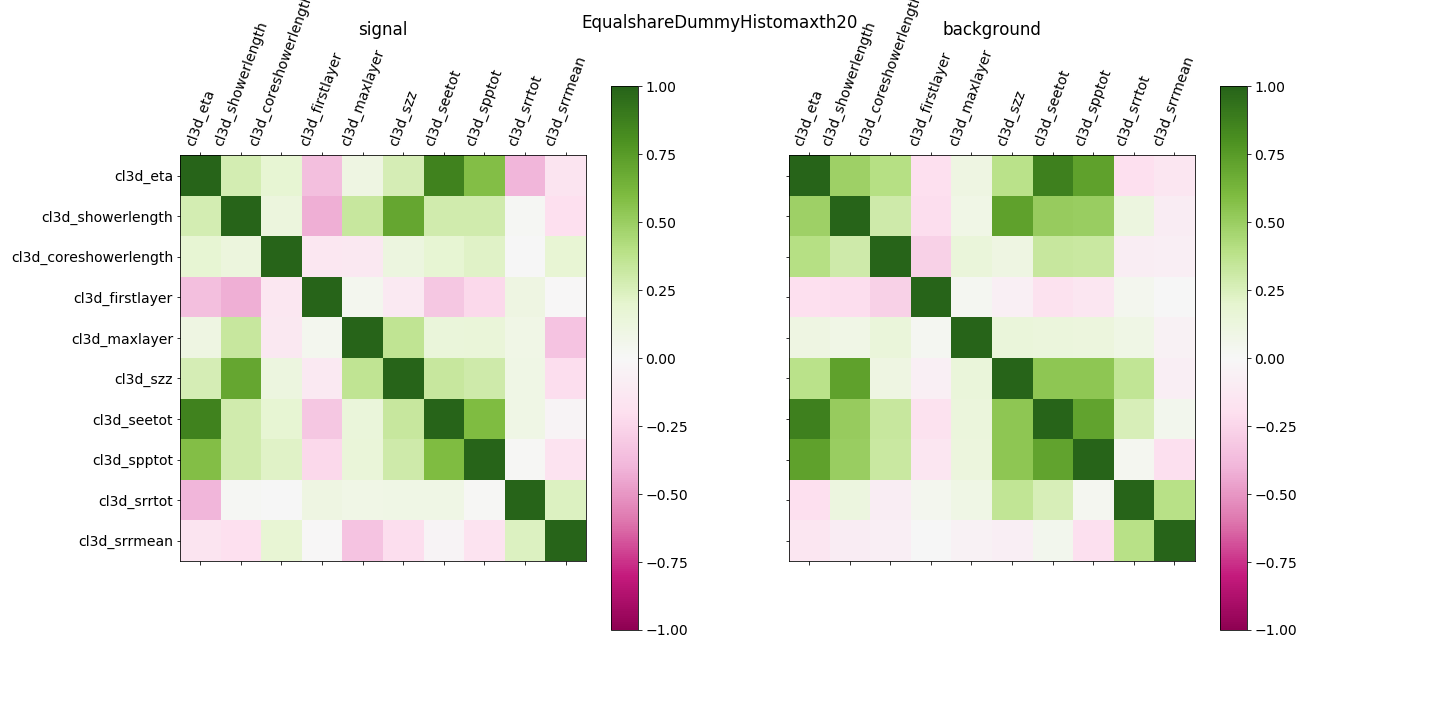 EqualshareDummyHistomaxth20
signal
cl3d_eta
cl3d_showerlength
cl3d_coreshowerlength
cl3d_firstlayer
cl3d_maxlayer
cl3d_szz
cl3d_seetot
cl3d_spptot
cl3d_srrtot
cl3d_srrmean
cl3d_eta
cl3d_showerlength
cl3d_coreshowerlength
cl3d_firstlayer
cl3d_maxlayer
cl3d_szz
cl3d_seetot
cl3d_spptot
cl3d_srrtot
cl3d_srrmean
1.00
0.75
0.50
0.25
0.00
−0.25
−0.50
−0.75
−1.00
background
cl3d_eta
cl3d_showerlength
cl3d_coreshowerlength
cl3d_firstlayer
cl3d_maxlayer
cl3d_szz
cl3d_seetot
cl3d_spptot
cl3d_srrtot
cl3d_srrmean
1.00
0.75
0.50
0.25
0.00
−0.25
−0.50
−0.75
−1.00